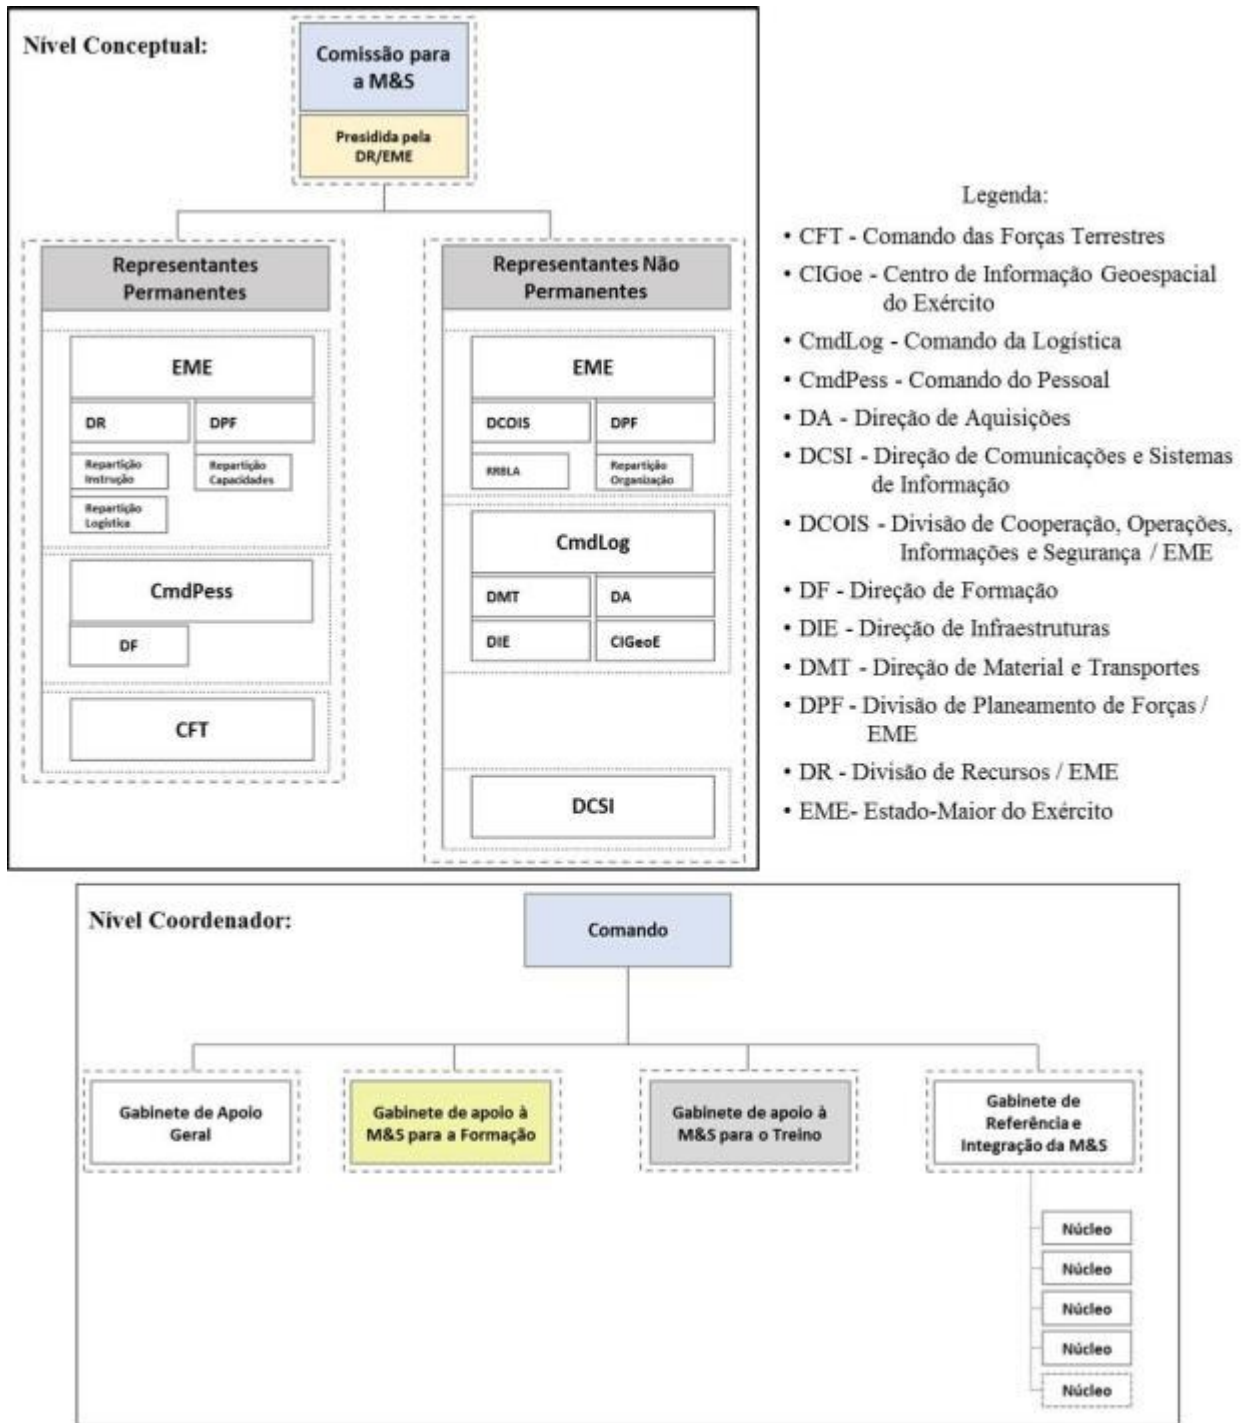 Nível Conceptual:
Comissão para
a M&S
Presidida pela
DR/EME
Representantes
Permanentes
EME
DR
DPF
Repartição
Instrução
Repartição
Capacidades
Repartição
Logística
CmdPess
DF
CFT
Representantes Não
Permanentes
EME
DCOIS
DPF
RRBLA
Repartição
Organização
CmdLog
DMT
DA
DIE
CIGeoE
DCSI
Legenda:
• CFT - Comando das Forças Terrestres
• CIGoe - Centro de Informação Geoespacial
do Exército
• CmdLog - Comando da Logística
• CmdPess - Comando do Pessoal
• DA - Direção de Aquisições
• DCSI - Direção de Comunicações e Sistemas
de Informação
• DCOIS - Divisão de Cooperação, Operações,
Informações e Segurança / EME
• DF - Direção de Formação
• DIE - Direção de Infraestruturas
• DMT - Direção de Material e Transportes
• DPF - Divisão de Planeamento de Forças /
EME
• DR - Divisão de Recursos / EME
• EME- Estado-Maior do Exército
Nível Coordenador:
Comando
Gabinete de Apoio
Geral
Gabinete de apoio à
M&S para a Formação
Gabinete de apoio à
M&S para o Treino
Gabinete de
Referência e
Integração da M&S
Núcleo
Núcleo
Núcleo
Núcleo
Núcleo